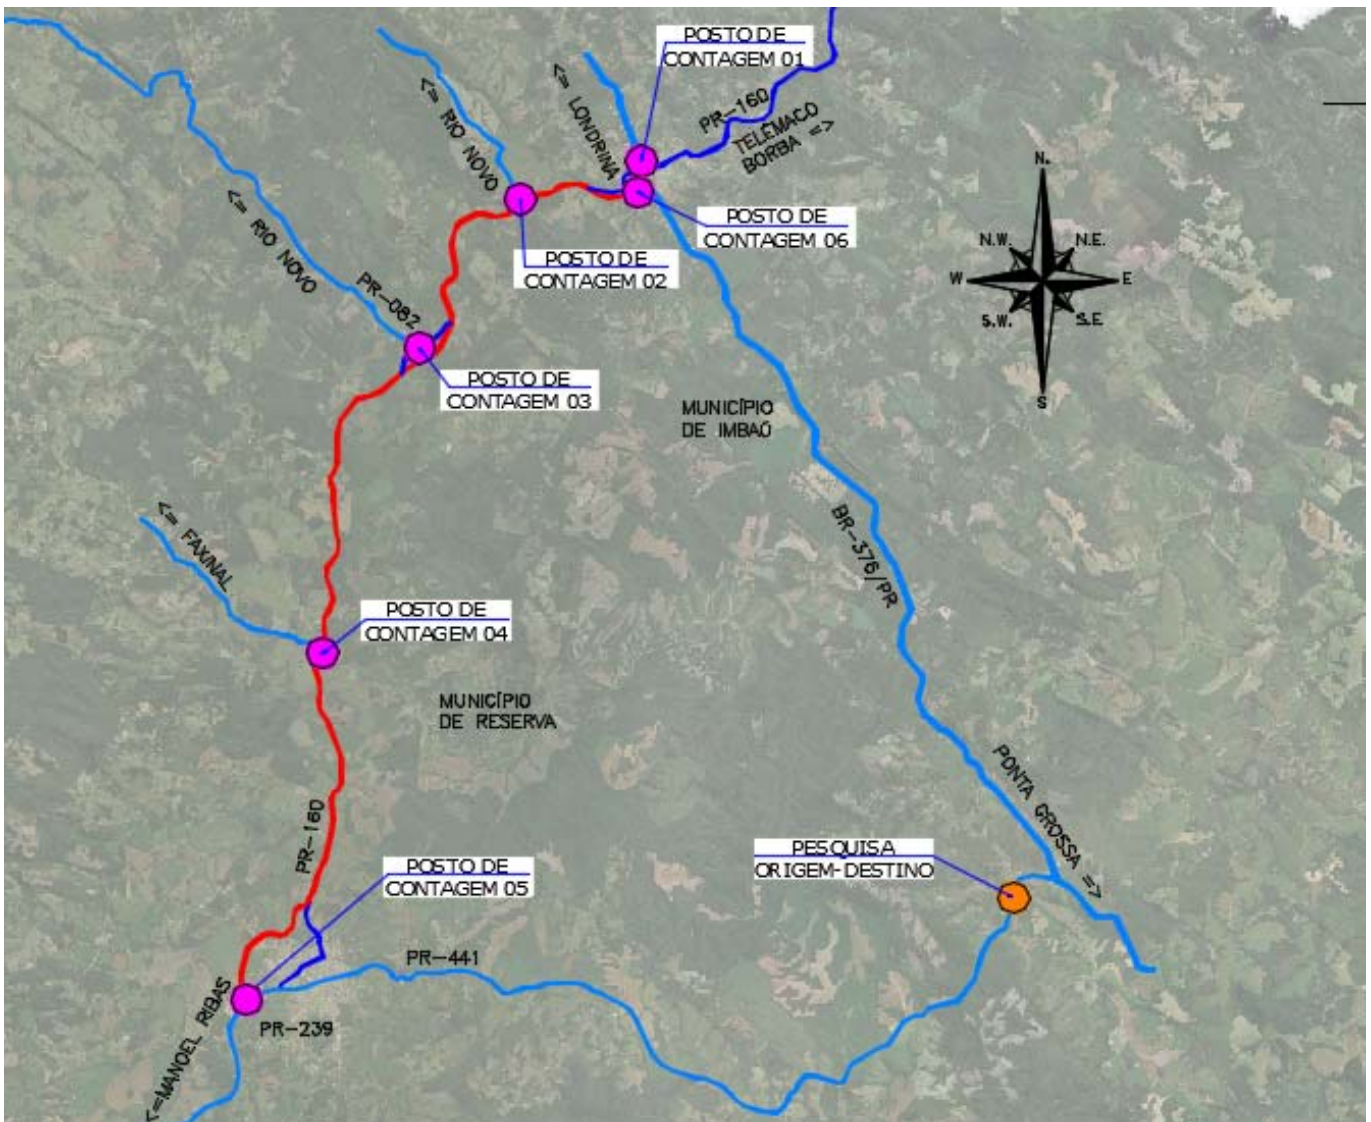 POSTO DE
CONTAGEM 01
<= LONDRINA
PR-160
TELÊMACO
BORBA =>
<= RIO NOVO
<= RIO NOVO
POSTO DE
CONTAGEM 06
POSTO DE
CONTAGEM 02
N.
N.W.
N.E.
W
E
S.W.
S.E
S
PR-082
POSTO DE
CONTAGEM 03
MUNICÍPIO
DE IMBAÚ
BR-376/PR
<= FAXINAL
POSTO DE
CONTAGEM 04
MUNICÍPIO
DE RESERVA
PONTA GROSSA =>
PR-160
PESQUISA
ORIGEM-DESTINO
POSTO DE
CONTAGEM 05
PR-441
<=MANOEL RIBAS
PR-239